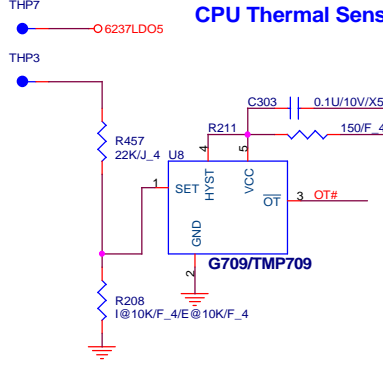 THP7
CPU Thermal Sens
6237LDO5
THP3
C303
0.1U/10V/X5
R211
150/F_4
R457
22K/J_4
U8
4
5
HYST
VCC
1
SET
OT
3
OT#
GND
2
G709/TMP709
R208
I@10K/F_4/E@10K/F_4